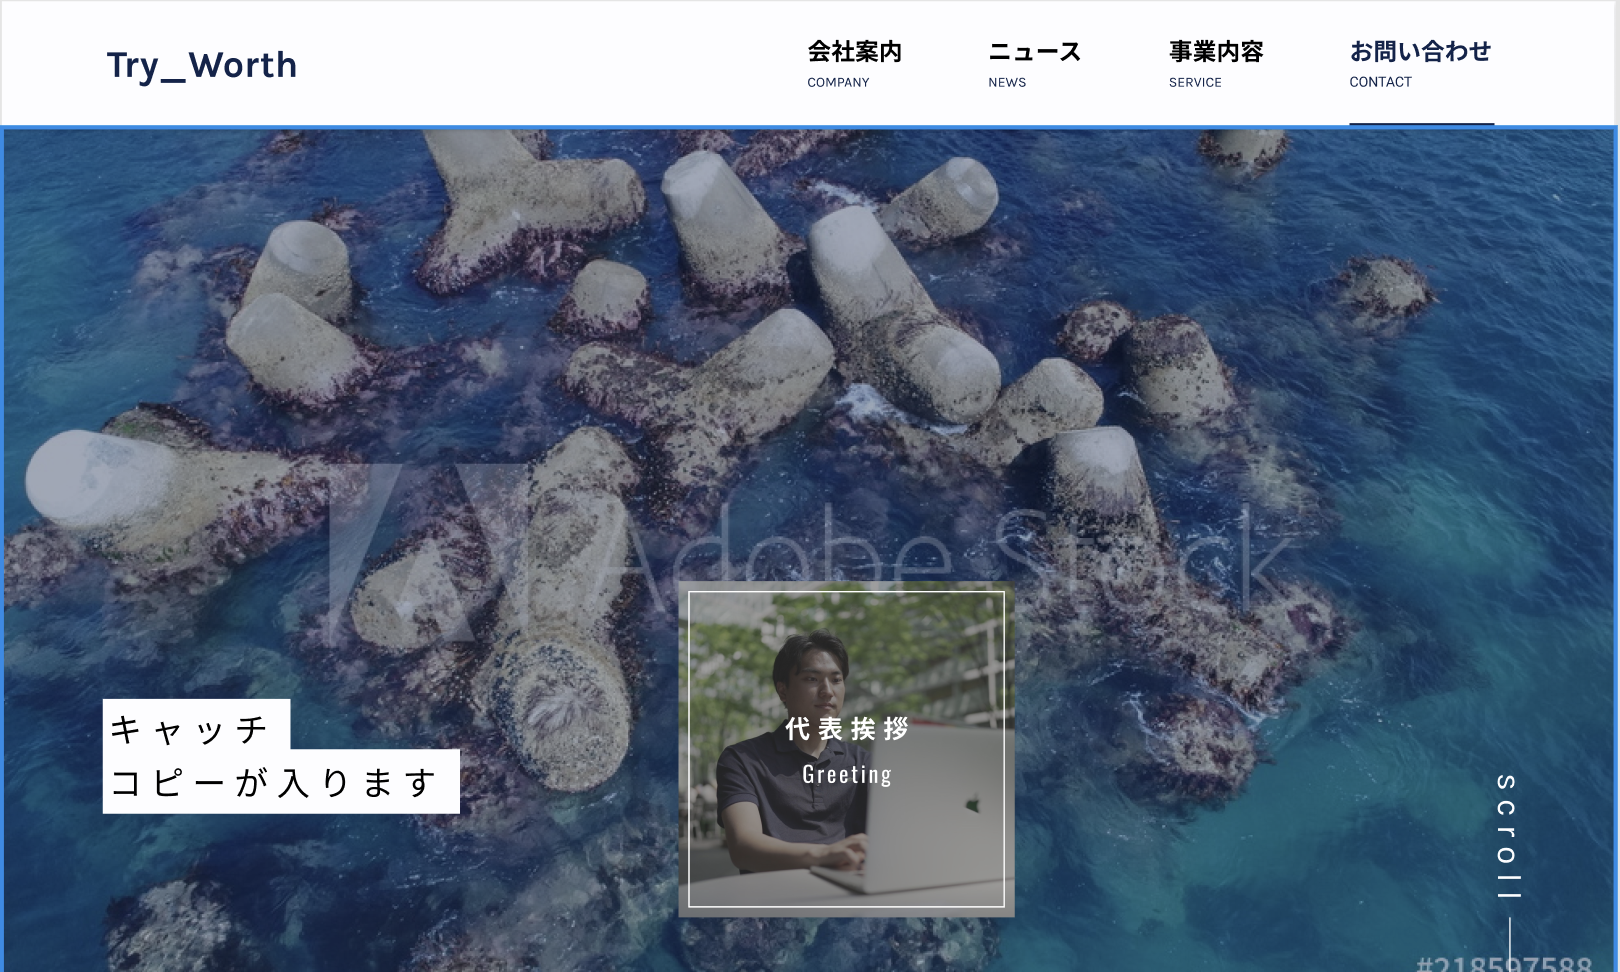 Try_Worth
会社案内
COMPANY
ニュース
NEWS
事業内容
SERVICE
お問い合わせ
CONTACT
Adobe Stock
キャッチ
コピーが入ります
代表挨拶
Greeting
scroll
#218597588